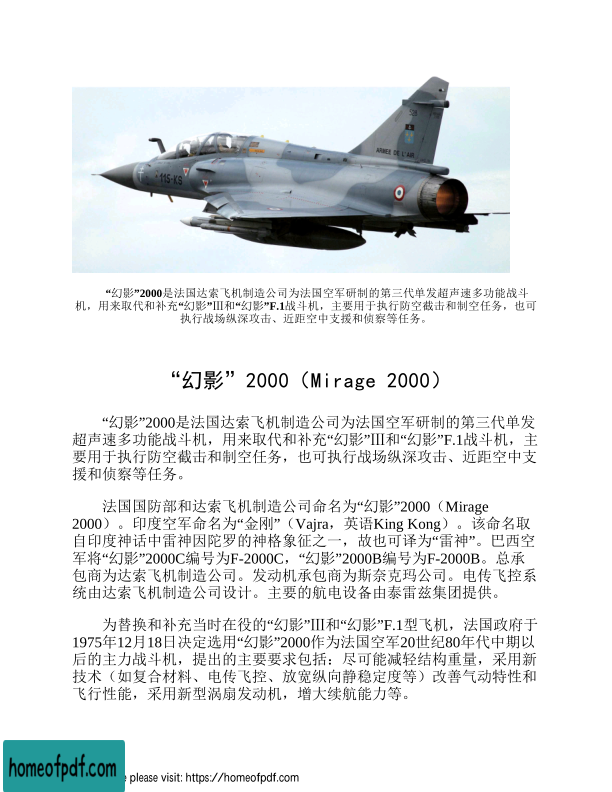 115-KS
ARMEE DE L'AIR
“幻影”2000是法国达索飞机制造公司为法国空军研制的第三代单发超声速多功能战斗
机，用来取代和补充“幻影”Ⅲ和“幻影”F.1战斗机，主要用于执行防空截击和制空任务，也可
执行战场纵深攻击、近距空中支援和侦察等任务。
“幻影”2000（Mirage 2000）
“幻影”2000是法国达索飞机制造公司为法国空军研制的第三代单发
超声速多功能战斗机，用来取代和补充“幻影”Ⅲ和“幻影”F.1战斗机，主
要用于执行防空截击和制空任务，也可执行战场纵深攻击、近距空中支
援和侦察等任务。
法国国防部和达索飞机制造公司命名为“幻影”2000（Mirage
2000）。印度空军命名为“金刚”（Vajra，英语King Kong）。该命名取
自印度神话中雷神因陀罗的神格象征之一，故也可译为“雷神”。巴西空
军将“幻影”2000C编号为F-2000C，“幻影”2000B编号为F-2000B。总承
包商为达索飞机制造公司。发动机承包商为斯奈克玛公司。电传飞控系
统由达索飞机制造公司设计。主要的航电设备由泰雷兹集团提供。
为替换和补充当时在役的“幻影”Ⅲ和“幻影”F.1型飞机，法国政府于
1975年12月18日决定选用“幻影”2000作为法国空军20世纪80年代中期以
后的主力战斗机，提出的主要要求包括：尽可能减轻结构重量，采用新
技术（如复合材料、电传飞控、放宽纵向静稳定度等）改善气动特性和
飞行性能，采用新型涡扇发动机，增大续航能力等。
homeofpdf.com
please visit: https://homeofpdf.com